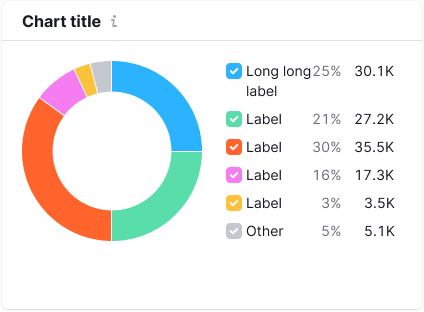 Chart title
Long long 25% 30.1K
label
Label 21% 27.2K
Label 30% 35.5K
Label 16% 17.3K
Label 3% 3.5K
Other 5% 5.1K